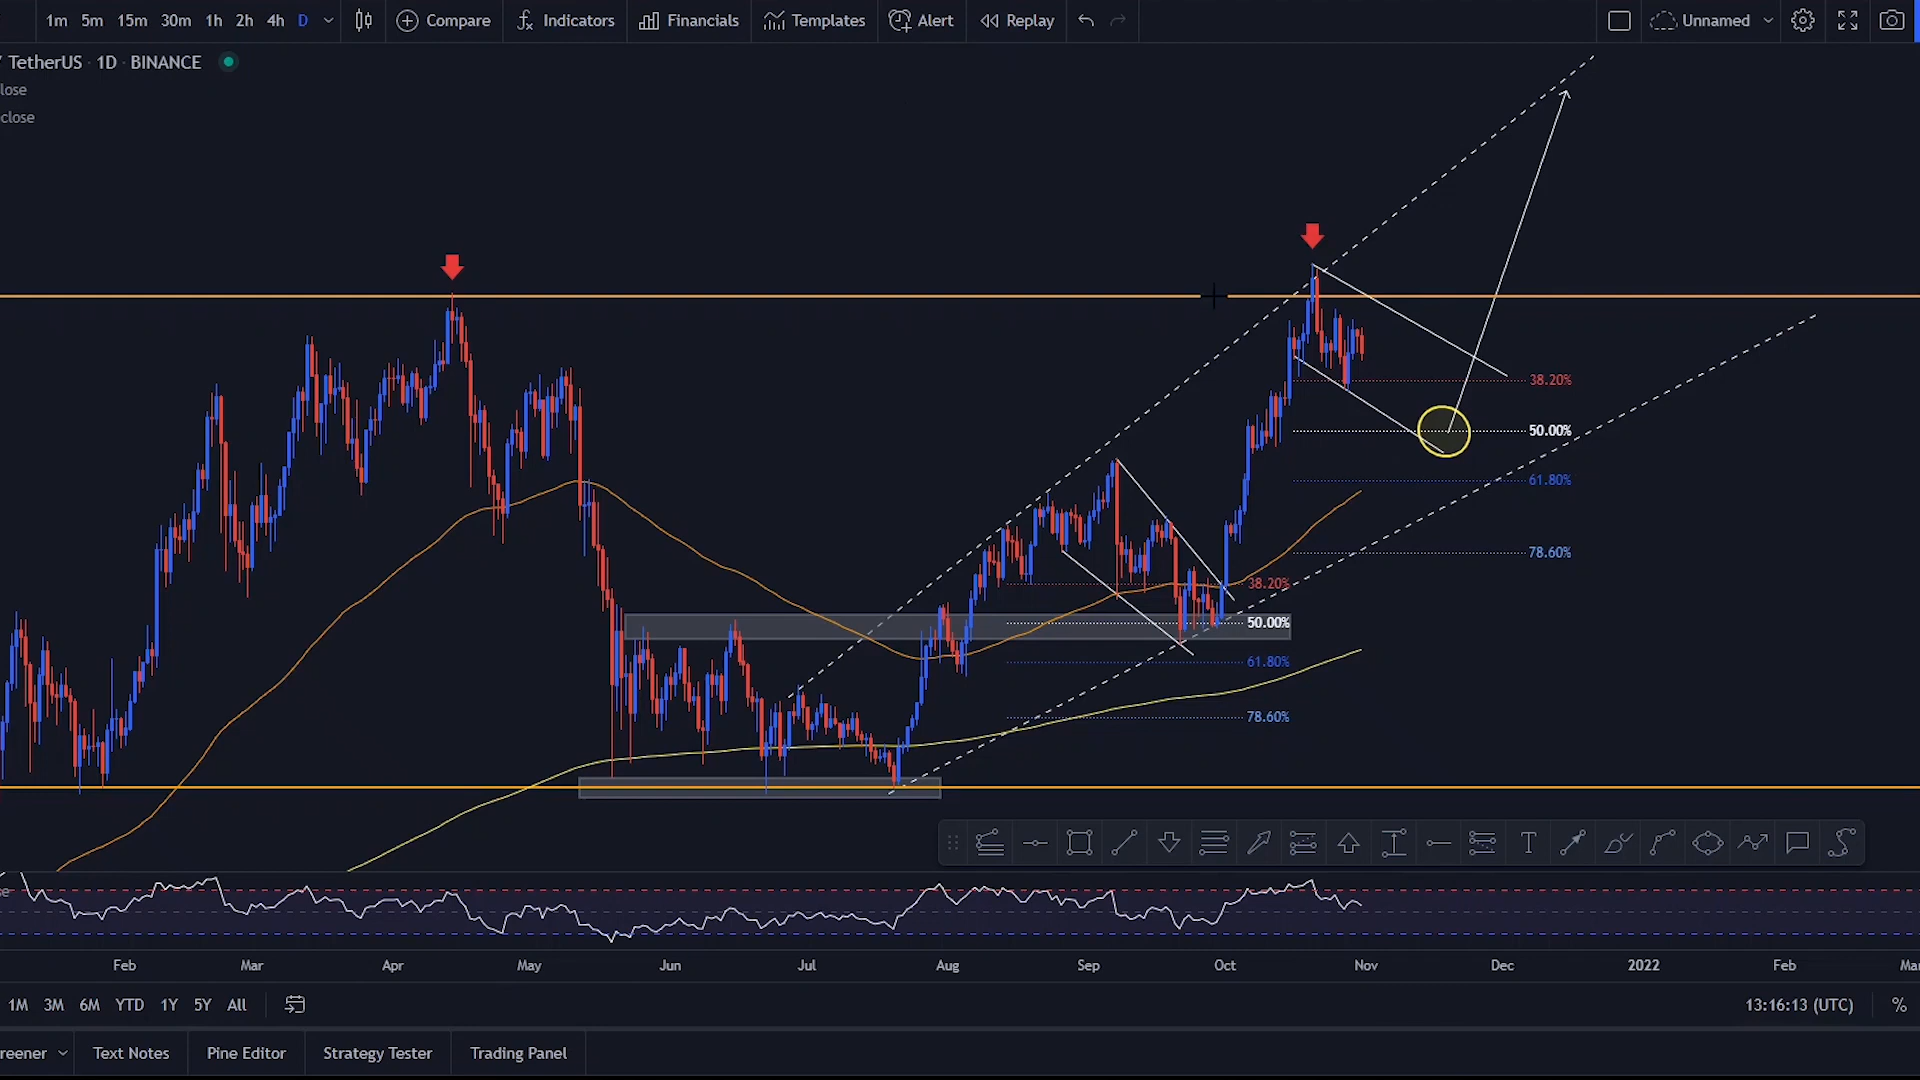 1m 5m 15m 30m 1h 2h 4h D Compare Indicators Financials Templates Alert Replay Unnamed
TetherUS · 1D · BINANCE
lose
close
38.20%
50.00%
61.80%
78.60%
38.20%
50.00%
61.80%
78.60%
e
Feb Mar Apr May Jun Jul Aug Sep Oct Nov Dec 2022 Feb Mar
1M 3M 6M YTD 1Y 5Y All 13:16:13 (UTC) %
reener Text Notes Pine Editor Strategy Tester Trading Panel